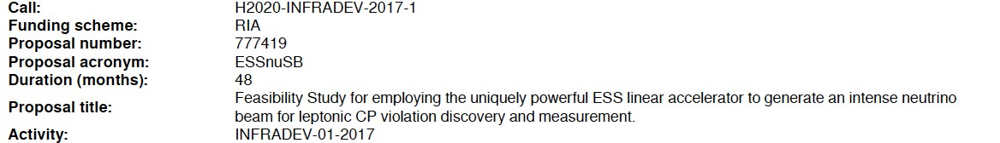 Call: H2020-INFRADEV-2017-1
Funding scheme: RIA
Proposal number: 777419
Proposal acronym: ESSnuSB
Duration (months): 48
Proposal title: Feasibility Study for employing the uniquely powerful ESS linear accelerator to generate an intense neutrino
beam for leptonic CP violation discovery and measurement.
Activity: INFRADEV-01-2017